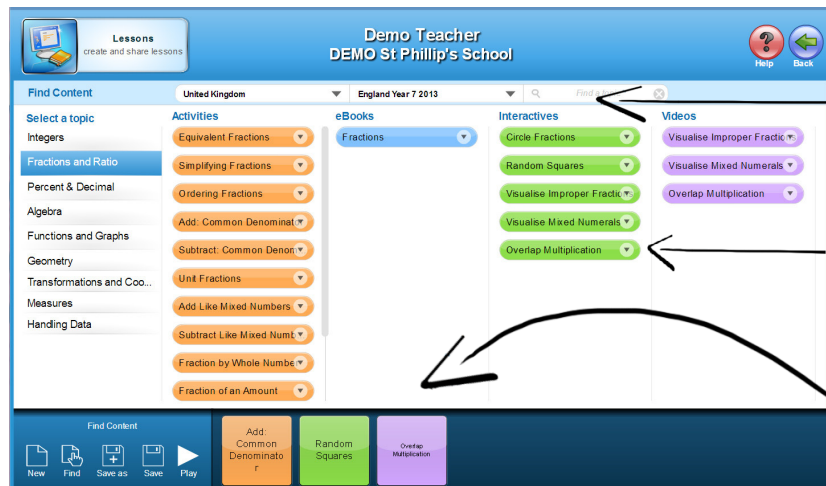 Lessons
create and share lessons
Demo Teacher
DEMO St Phillip's School
Help
Back
Find Content
United Kingdom
England Year 7 2013
Select a topic
Integers
Fractions and Ratio
Percent & Decimal
Algebra
Functions and Graphs
Geometry
Transformations and Coo...
Measures
Handling Data
Activities
Equivalent Fractions
Simplifying Fractions
Ordering Fractions
Add: Common Denominat
Subtract: Common Denom
Unit Fractions
Add Like Mixed Numbers
Subtract Like Mixed Numb
Fraction by Whole Number
Fraction of an Amount
eBooks
Fractions
Interactives
Circle Fractions
Random Squares
Visualise Improper Fractions
Visualise Mixed Numerals
Overlap Multiplication
Videos
Visualise Improper Fractions
Visualise Mixed Numerals
Overlap Multiplication
Find Content
New
Find
Save as
Save
Play
Add:
Common
Denominato
r
Random
Squares
Overlap
Multiplication